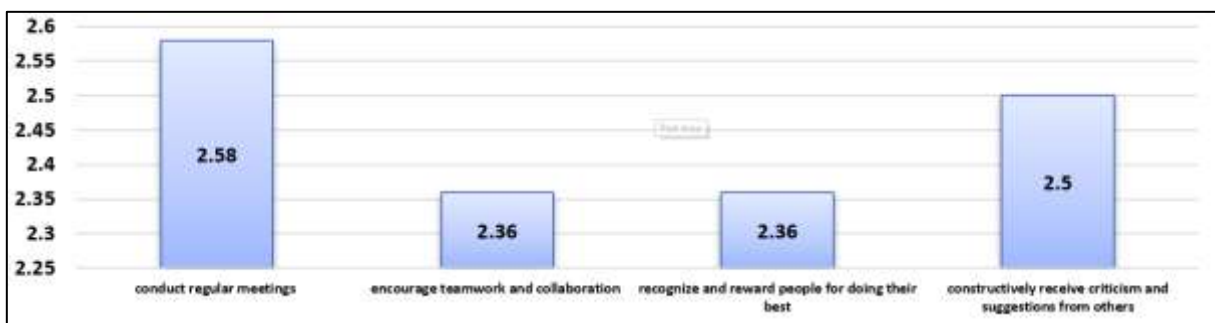 2.6
2.55
2.5
2.45
2.4
2.35
2.3
2.25
2.58
2.36
2.36
2.5
conduct regular meetings
encourage teamwork and collaboration
recognize and reward people for doing their
best
constructively receive criticism and
suggestions from others